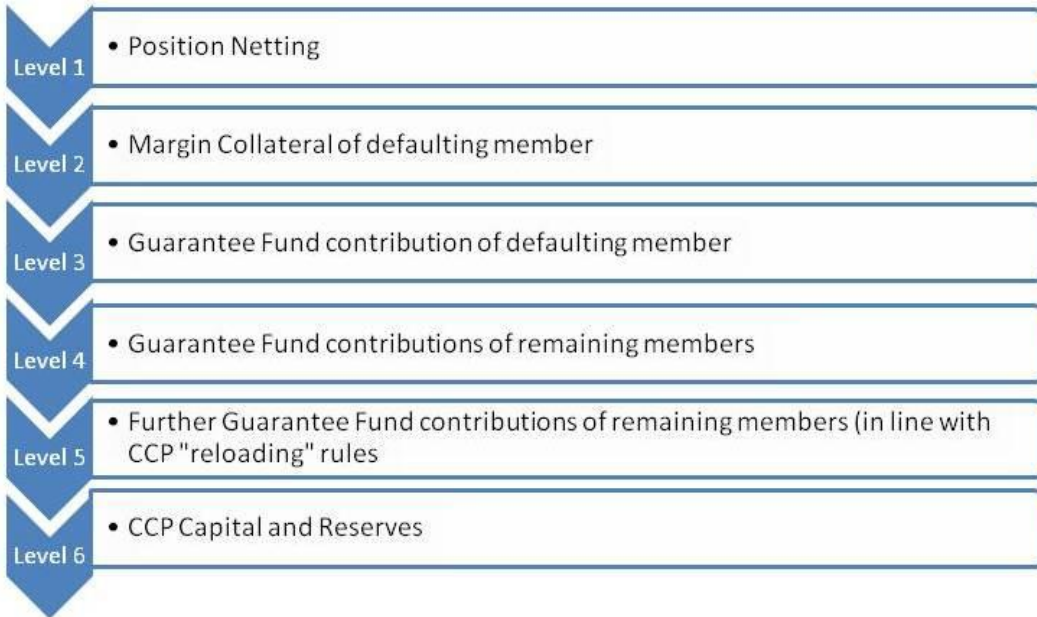 Level 1
• Position Netting
Level 2
• Margin Collateral of defaulting member
Level 3
• Guarantee Fund contribution of defaulting member
Level 4
• Guarantee Fund contributions of remaining members
Level 5
• Further Guarantee Fund contributions of remaining members (in line with
CCP "reloading" rules
Level 6
• CCP Capital and Reserves